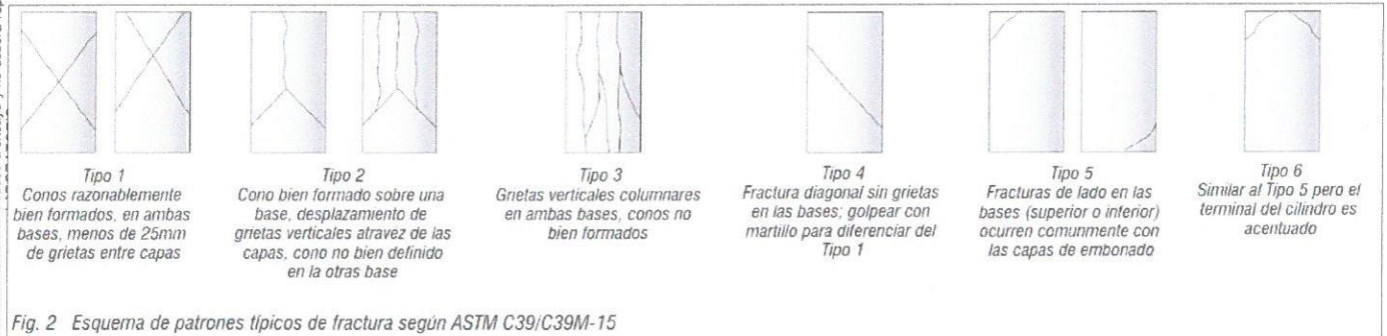 Tipo 1
Conos razonablemente
bien formados, en ambas
bases, menos de 25mm
de grietas entre capas
Tipo 2
Cono bien formado sobre una
base, desplazamiento de
grietas verticales atravez de las
capas, cono no bien definido
en la otras base
Tipo 3
Grietas verticales columnares
en ambas bases, conos no
bien formados
Tipo 4
Fractura diagonal sin grietas
en las bases; golpear con
martillo para diferenciar del
Tipo 1
Tipo 5
Fracturas de lado en las
bases (superior o inferior)
ocurren comunmente con
las capas de embonado
Tipo 6
Similar al Tipo 5 pero el
terminal del cilindro es
acentuado
Fig. 2 Esquema de patrones típicos de fractura según ASTM C39/C39M-15